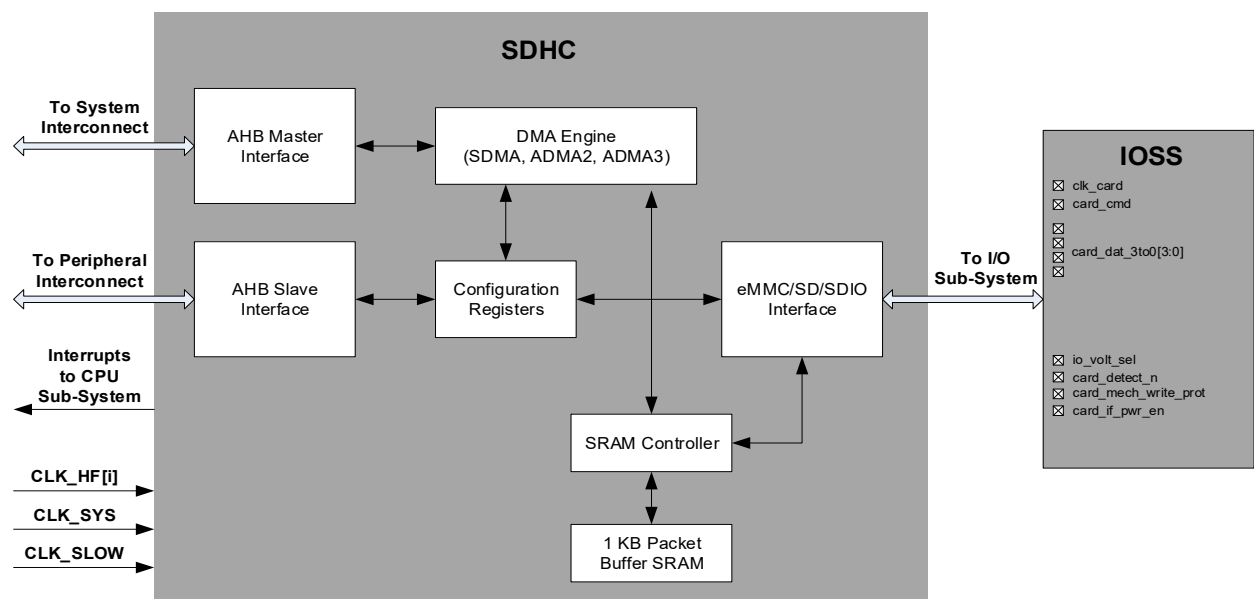 SDHC
To System
Interconnect
AHB Master
Interface
DMA Engine
(SDMA, ADMA2, ADMA3)
IOSS
clk_card
card_cmd
card_dat_3to0[3:0]
To Peripheral
Interconnect
AHB Slave
Interface
Configuration
Registers
eMMC/SD/SDIO
Interface
To I/O
Sub-System
Interrupts
to CPU
Sub-System
io_volt_sel
card_detect_n
card_mech_write_prot
card_if_pwr_en
SRAM Controller
CLK_HF[i]
CLK_SYS
CLK_SLOW
1 KB Packet
Buffer SRAM